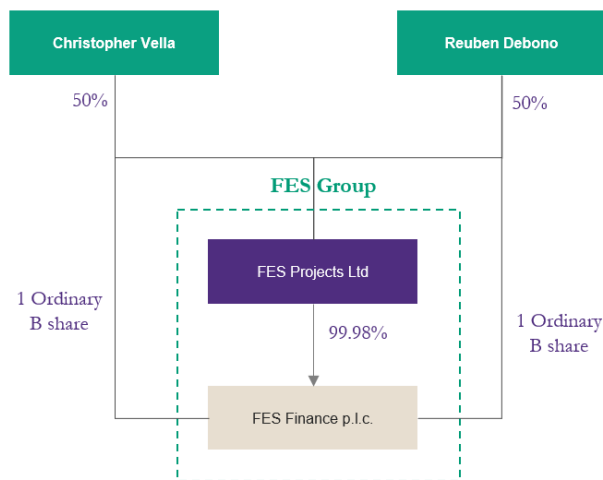 Christopher Vella
Reuben Debono
50%
50%
FES Group
FES Projects Ltd
1 Ordinary
B share
99.98%
1 Ordinary
B share
FES Finance p.l.c.